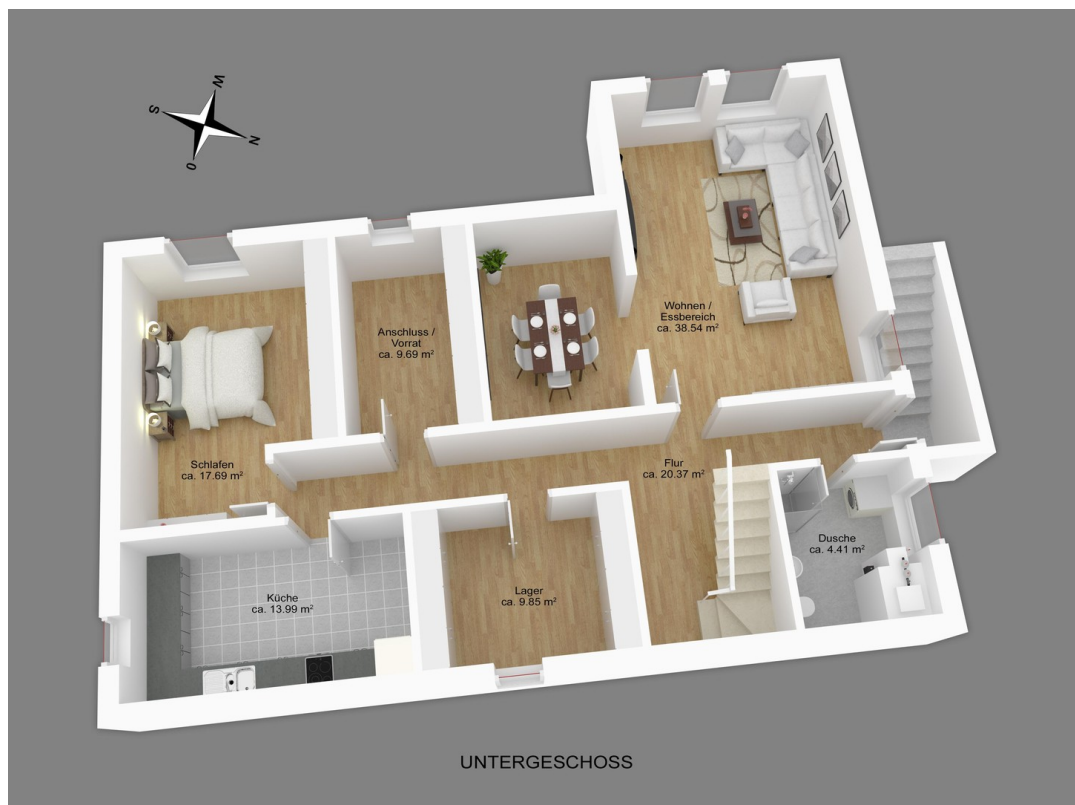 W
S
N
O
Wohnen /
Essbereich
ca. 38.54 m²
Anschluss /
Vorrat
ca. 9.69 m²
Schlafen
ca. 17.69 m²
Flur
ca. 20.37 m²
Dusche
ca. 4.41 m²
Küche
ca. 13.99 m²
Lager
ca. 9.85 m²
UNTERGESCHOSS